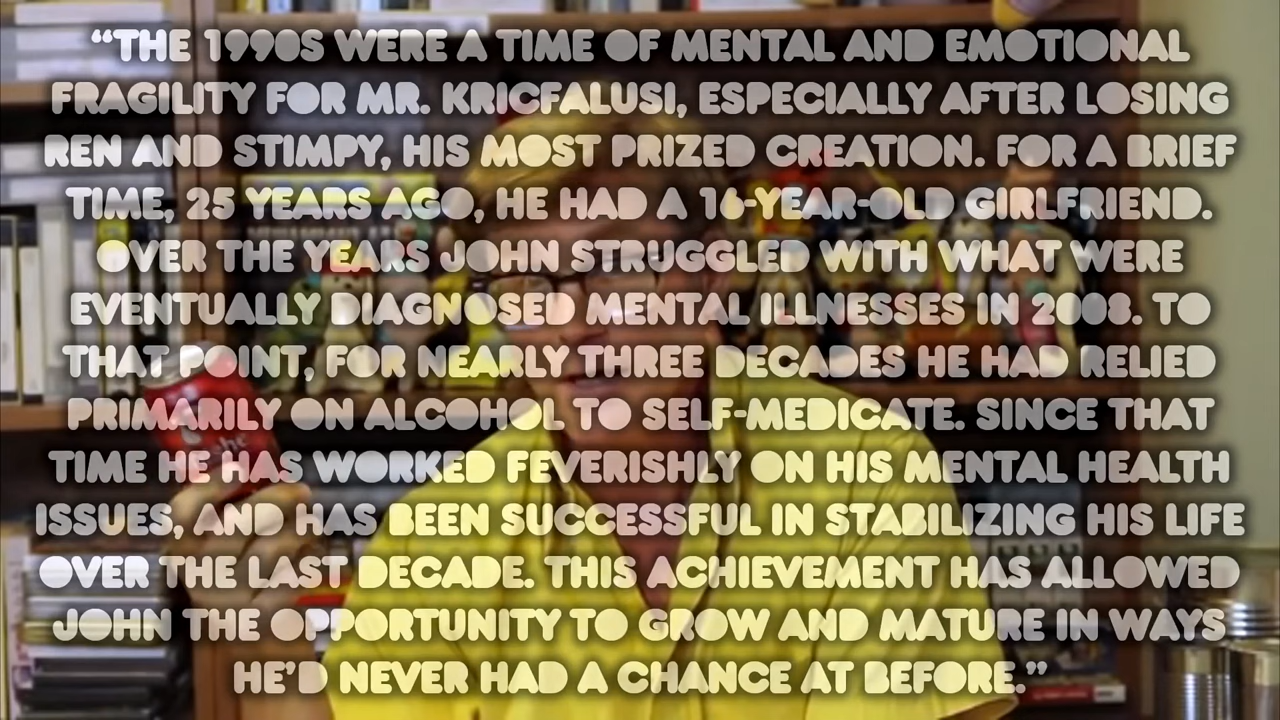 “THE 1990S WERE A TIME OF MENTAL AND EMOTIONAL
FRAGILITY FOR MR. KRICFALUSI, ESPECIALLY AFTER LOSING
REN AND STIMPY, HIS MOST PRIZED CREATION. FOR A BRIEF
TIME, 25 YEARS AGO, HE HAD A 16-YEAR-OLD GIRLFRIEND.
OVER THE YEARS JOHN STRUGGLED WITH WHAT WERE
EVENTUALLY DIAGNOSED MENTAL ILLNESSES IN 2008. TO
THAT POINT, FOR NEARLY THREE DECADES HE HAD RELIED
PRIMARILY ON ALCOHOL TO SELF-MEDICATE. SINCE THAT
TIME HE HAS WORKED FEVERISHLY ON HIS MENTAL HEALTH
ISSUES, AND HAS BEEN SUCCESSFUL IN STABILIZING HIS LIFE
OVER THE LAST DECADE. THIS ACHIEVEMENT HAS ALLOWED
JOHN THE OPPORTUNITY TO GROW AND MATURE IN WAYS
HE’D NEVER HAD A CHANCE AT BEFORE.”